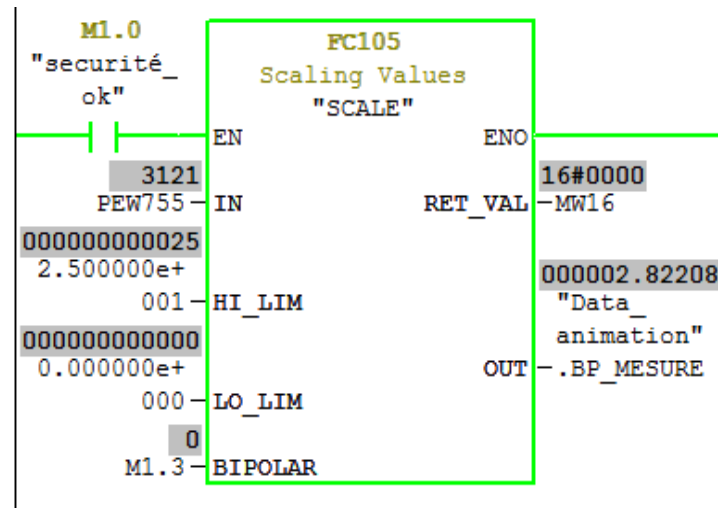 M1.0
"securité_
ok"
FC105
Scaling Values
"SCALE"
EN
ENO
3121
PEW755
IN
RET_VAL
16#0000
MW16
000000000025
2.500000e+
001
HI_LIM
000000000000
0.000000e+
000
LO_LIM
000002.82208
"Data_
animation"
.BP_MESURE
OUT
0
M1.3
BIPOLAR